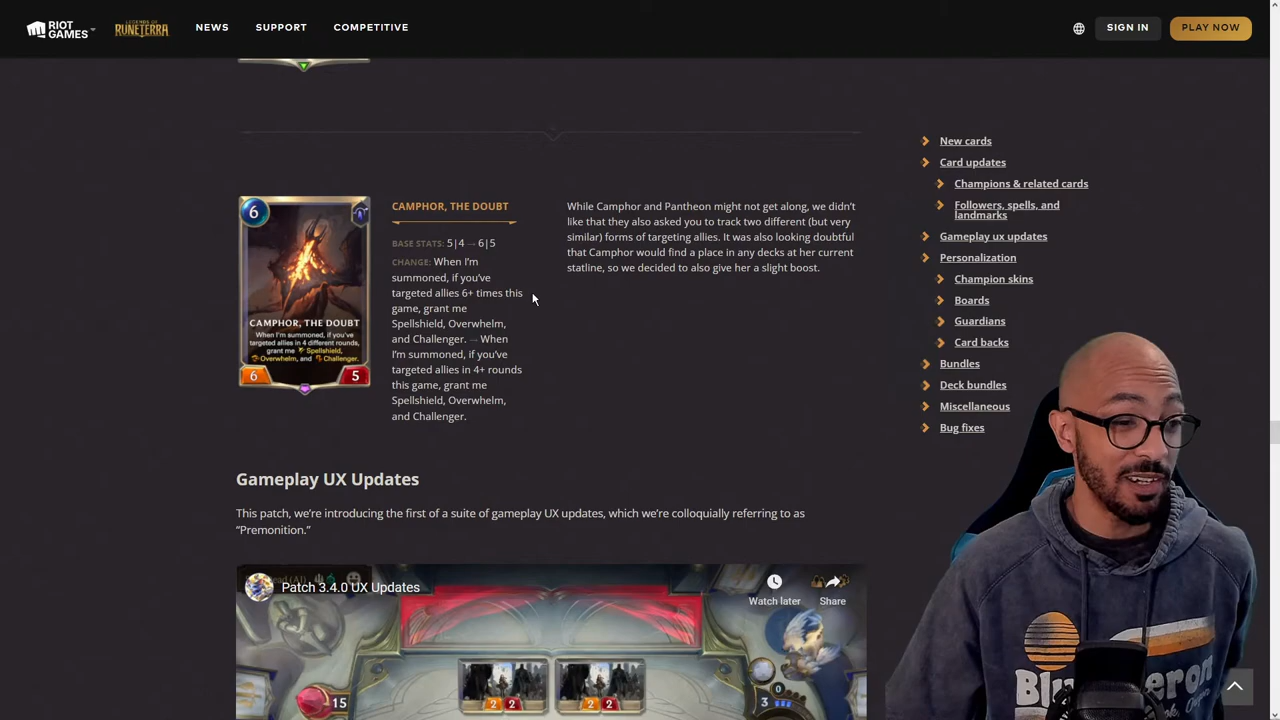 RIOT GAMES
LEGENDS OF RUNETERRA
NEWS
SUPPORT
COMPETITIVE
SIGN IN
PLAY NOW
6
CAMPHOR, THE DOUBT
When I'm summoned, if you've
targeted allies in 4 different rounds,
grant me Spellshield,
Overwhelm, and Challenger.
6
5
CAMPHOR, THE DOUBT
BASE STATS: 5|4 → 6|5
CHANGE: When I'm
summoned, if you've
targeted allies 6+ times this
game, grant me
Spellshield, Overwhelm,
and Challenger. → When
I'm summoned, if you've
targeted allies in 4+ rounds
this game, grant me
Spellshield, Overwhelm,
and Challenger.
While Camphor and Pantheon might not get along, we didn't
like that they also asked you to track two different (but very
similar) forms of targeting allies. It was also looking doubtful
that Camphor would find a place in any decks at her current
statline, so we decided to also give her a slight boost.
New cards
Card updates
Champions & related cards
Followers, spells, and
landmarks
Gameplay ux updates
Personalization
Champion skins
Boards
Guardians
Card backs
Bundles
Deck bundles
Miscellaneous
Bug fixes
Gameplay UX Updates
This patch, we're introducing the first of a suite of gameplay UX updates, which we're colloquially referring to as
"Premonition."
Patch 3.4.0 UX Updates
Watch later
Share
15
2
2
2
2
0
3